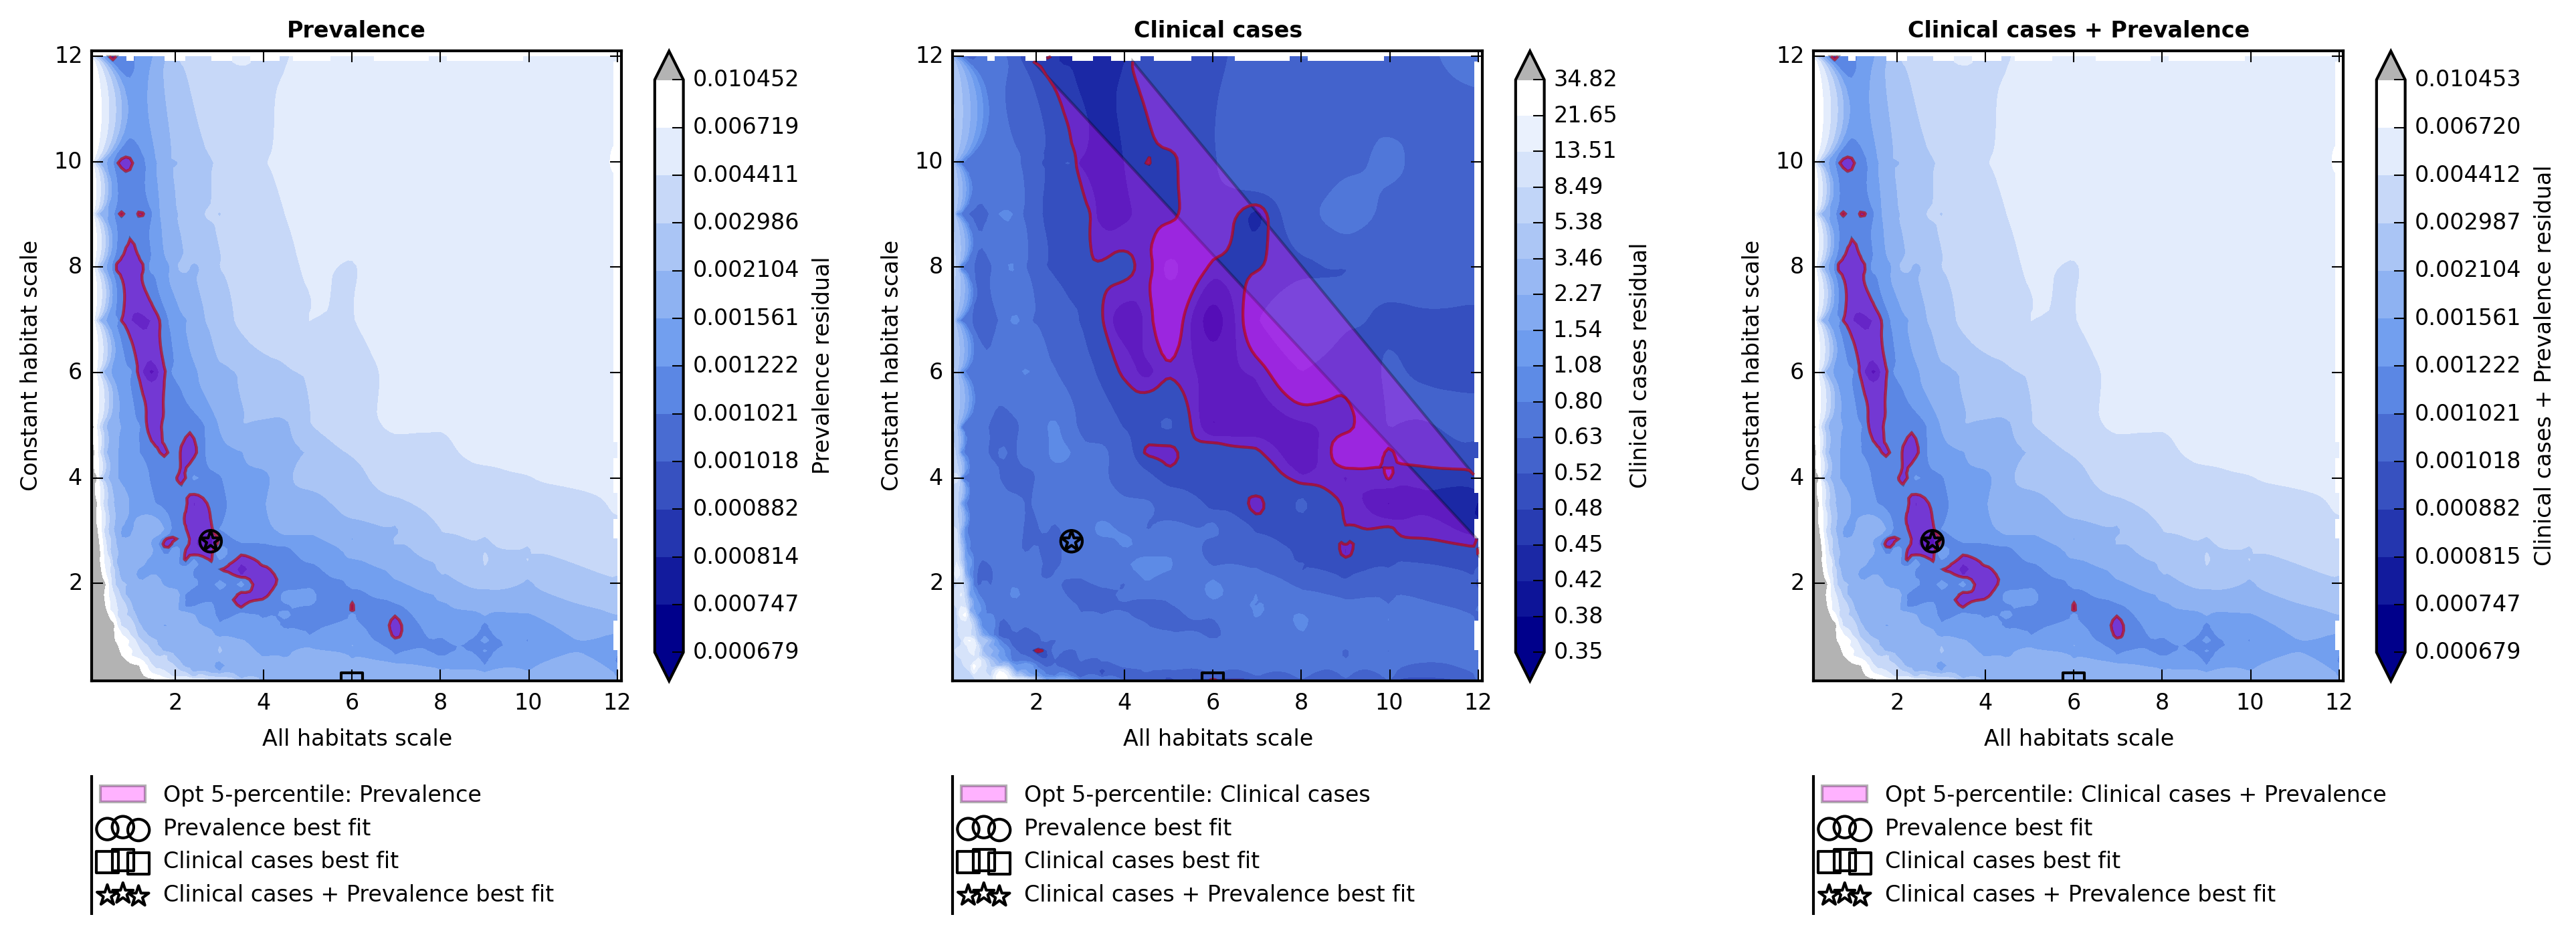 Prevalence
Constant habitat scale
12
10
8
6
4
2
2 4 6 8 10 12
All habitats scale
0.010452
0.006719
0.004411
0.002986
0.002104
0.001561
0.001222
0.001021
0.001018
0.000882
0.000814
0.000747
0.000679
Prevalence residual
Opt 5-percentile: Prevalence
Prevalence best fit
Clinical cases best fit
Clinical cases + Prevalence best fit
Clinical cases
Constant habitat scale
12
10
8
6
4
2
2 4 6 8 10 12
All habitats scale
34.82
21.65
13.51
8.49
5.38
3.46
2.27
1.54
1.08
0.80
0.63
0.52
0.48
0.45
0.42
0.38
0.35
Clinical cases residual
Opt 5-percentile: Clinical cases
Prevalence best fit
Clinical cases best fit
Clinical cases + Prevalence best fit
Clinical cases + Prevalence
Constant habitat scale
12
10
8
6
4
2
2 4 6 8 10 12
All habitats scale
0.010453
0.006720
0.004412
0.002987
0.002104
0.001561
0.001222
0.001021
0.001018
0.000882
0.000815
0.000747
0.000679
Clinical cases + Prevalence residual
Opt 5-percentile: Clinical cases + Prevalence
Prevalence best fit
Clinical cases best fit
Clinical cases + Prevalence best fit